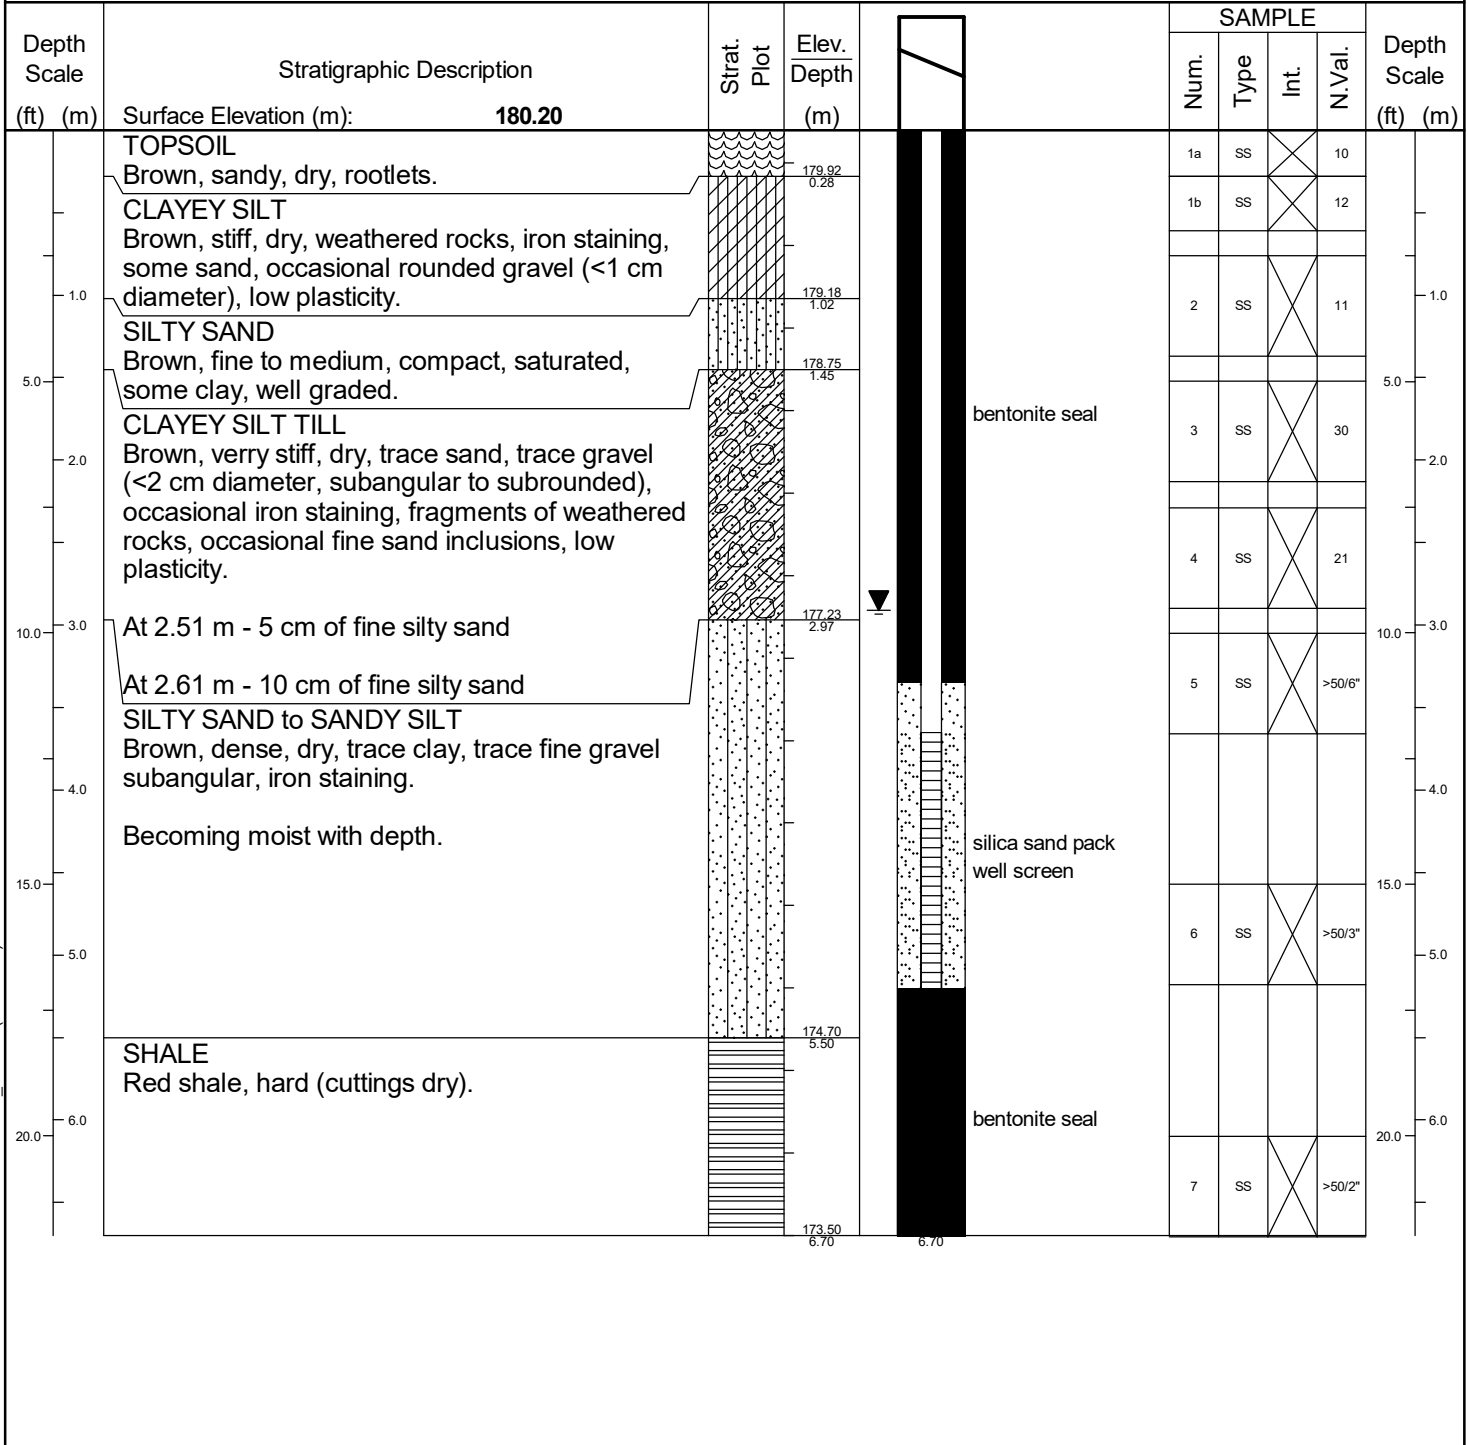 SAMPLE
Depth Scale
Stratigraphic Description
Strat. Plot
Elev. Depth
Num.
Type
Int.
N.Val.
Depth Scale
(ft) (m)
Surface Elevation (m): 180.20
(m)
(ft) (m)
TOPSOIL
Brown, sandy, dry, rootlets.
179.92
0.28
1a SS 10
CLAYEY SILT
1b SS 12
Brown, stiff, dry, weathered rocks, iron staining,
some sand, occasional rounded gravel (<1 cm
diameter), low plasticity.
1.0
179.18
1.02
2 SS 11
1.0
SILTY SAND
Brown, fine to medium, compact, saturated,
some clay, well graded.
178.75
1.45
5.0
5.0
bentonite seal
CLAYEY SILT TILL
3 SS 30
Brown, verry stiff, dry, trace sand, trace gravel
2.0
2.0
(<2 cm diameter, subangular to subrounded),
occasional iron staining, fragments of weathered
rocks, occasional fine sand inclusions, low
plasticity.
4 SS 21
177.23
2.97
At 2.51 m - 5 cm of fine silty sand
10.0 3.0
10.0 3.0
At 2.61 m - 10 cm of fine silty sand
5 SS >50/6"
SILTY SAND to SANDY SILT
Brown, dense, dry, trace clay, trace fine gravel
subangular, iron staining.
4.0
4.0
Becoming moist with depth.
silica sand pack
well screen
15.0
15.0
6 SS >50/3"
5.0
5.0
174.70
5.50
SHALE
Red shale, hard (cuttings dry).
6.0
bentonite seal
6.0
20.0
20.0
7 SS >50/2"
173.50
6.70
6.70